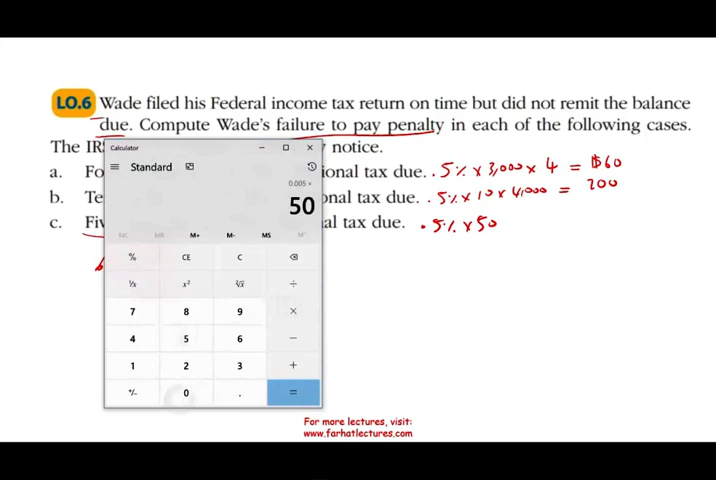 LO.6 Wade filed his Federal income tax return on time but did not remit the balance
due. Compute Wade's failure to pay penalty in each of the following cases.
The IR notice.
a. Fo ional tax due. .5% x 3,000 x 4 = $60
b. Te onal tax due. .5% x 10 x 4,000 = 200
c. Fiv al tax due. .5% x 50
Calculator
Standard
0.005 ×
50
MC MR M+ M- MS M˅
% CE C
⅟x x² ²√x ÷
7 8 9 ×
4 5 6 −
1 2 3 +
+/- 0 . =
For more lectures, visit:
www.farhatlectures.com